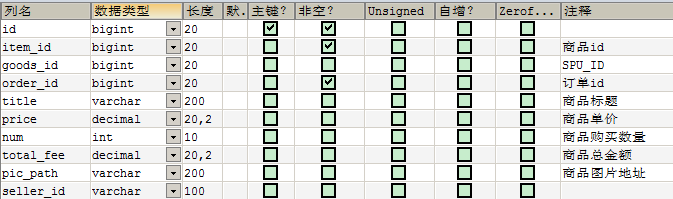 列名 数据类型 长度 默. 主键? 非空? Unsigned 自增? Zerof... 注释
id bigint 20
item_id bigint 20 商品id
goods_id bigint 20 SPU_ID
order_id bigint 20 订单id
title varchar 200 商品标题
price decimal 20,2 商品单价
num int 10 商品购买数量
total_fee decimal 20,2 商品总金额
pic_path varchar 200 商品图片地址
seller_id varchar 100